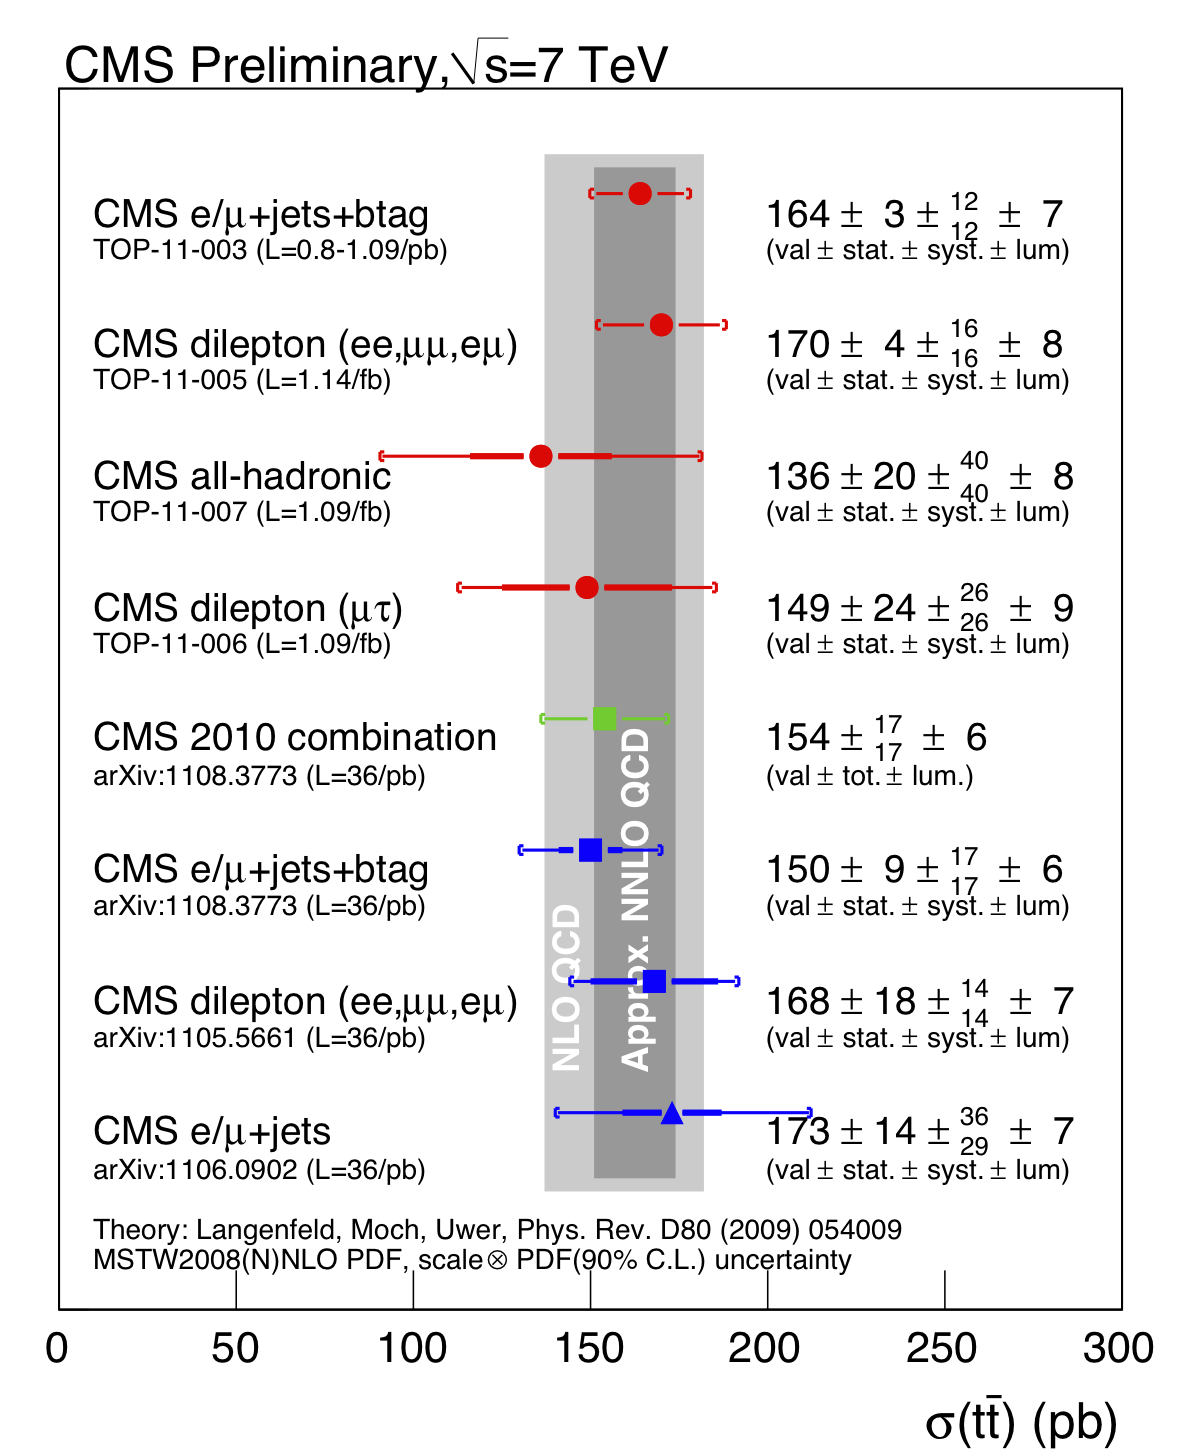 CMS Preliminary,√s=7 TeV
CMS e/μ+jets+btag
TOP-11-003 (L=0.8-1.09/pb)
164 ± 3 ± 12 12 ± 7
(val ± stat. ± syst. ± lum)
CMS dilepton (ee,μμ,eμ)
TOP-11-005 (L=1.14/fb)
170 ± 4 ± 16 16 ± 8
(val ± stat. ± syst. ± lum)
CMS all-hadronic
TOP-11-007 (L=1.09/fb)
136 ± 20 ± 40 40 ± 8
(val ± stat. ± syst. ± lum)
CMS dilepton (μτ)
TOP-11-006 (L=1.09/fb)
149 ± 24 ± 26 26 ± 9
(val ± stat. ± syst. ± lum)
CMS 2010 combination
arXiv:1108.3773 (L=36/pb)
154 ± 17 17 ± 6
(val ± tot. ± lum.)
CMS e/μ+jets+btag
arXiv:1108.3773 (L=36/pb)
150 ± 9 ± 17 17 ± 6
(val ± stat. ± syst. ± lum)
CMS dilepton (ee,μμ,eμ)
arXiv:1105.5661 (L=36/pb)
168 ± 18 ± 14 14 ± 7
(val ± stat. ± syst. ± lum)
CMS e/μ+jets
arXiv:1106.0902 (L=36/pb)
173 ± 14 ± 36 29 ± 7
(val ± stat. ± syst. ± lum)
NLO QCD
Approx. NNLO QCD
Theory: Langenfeld, Moch, Uwer, Phys. Rev. D80 (2009) 054009
MSTW2008(N)NLO PDF, scale⊗ PDF(90% C.L.) uncertainty
0 50 100 150 200 250 300
σ(tt̄) (pb)